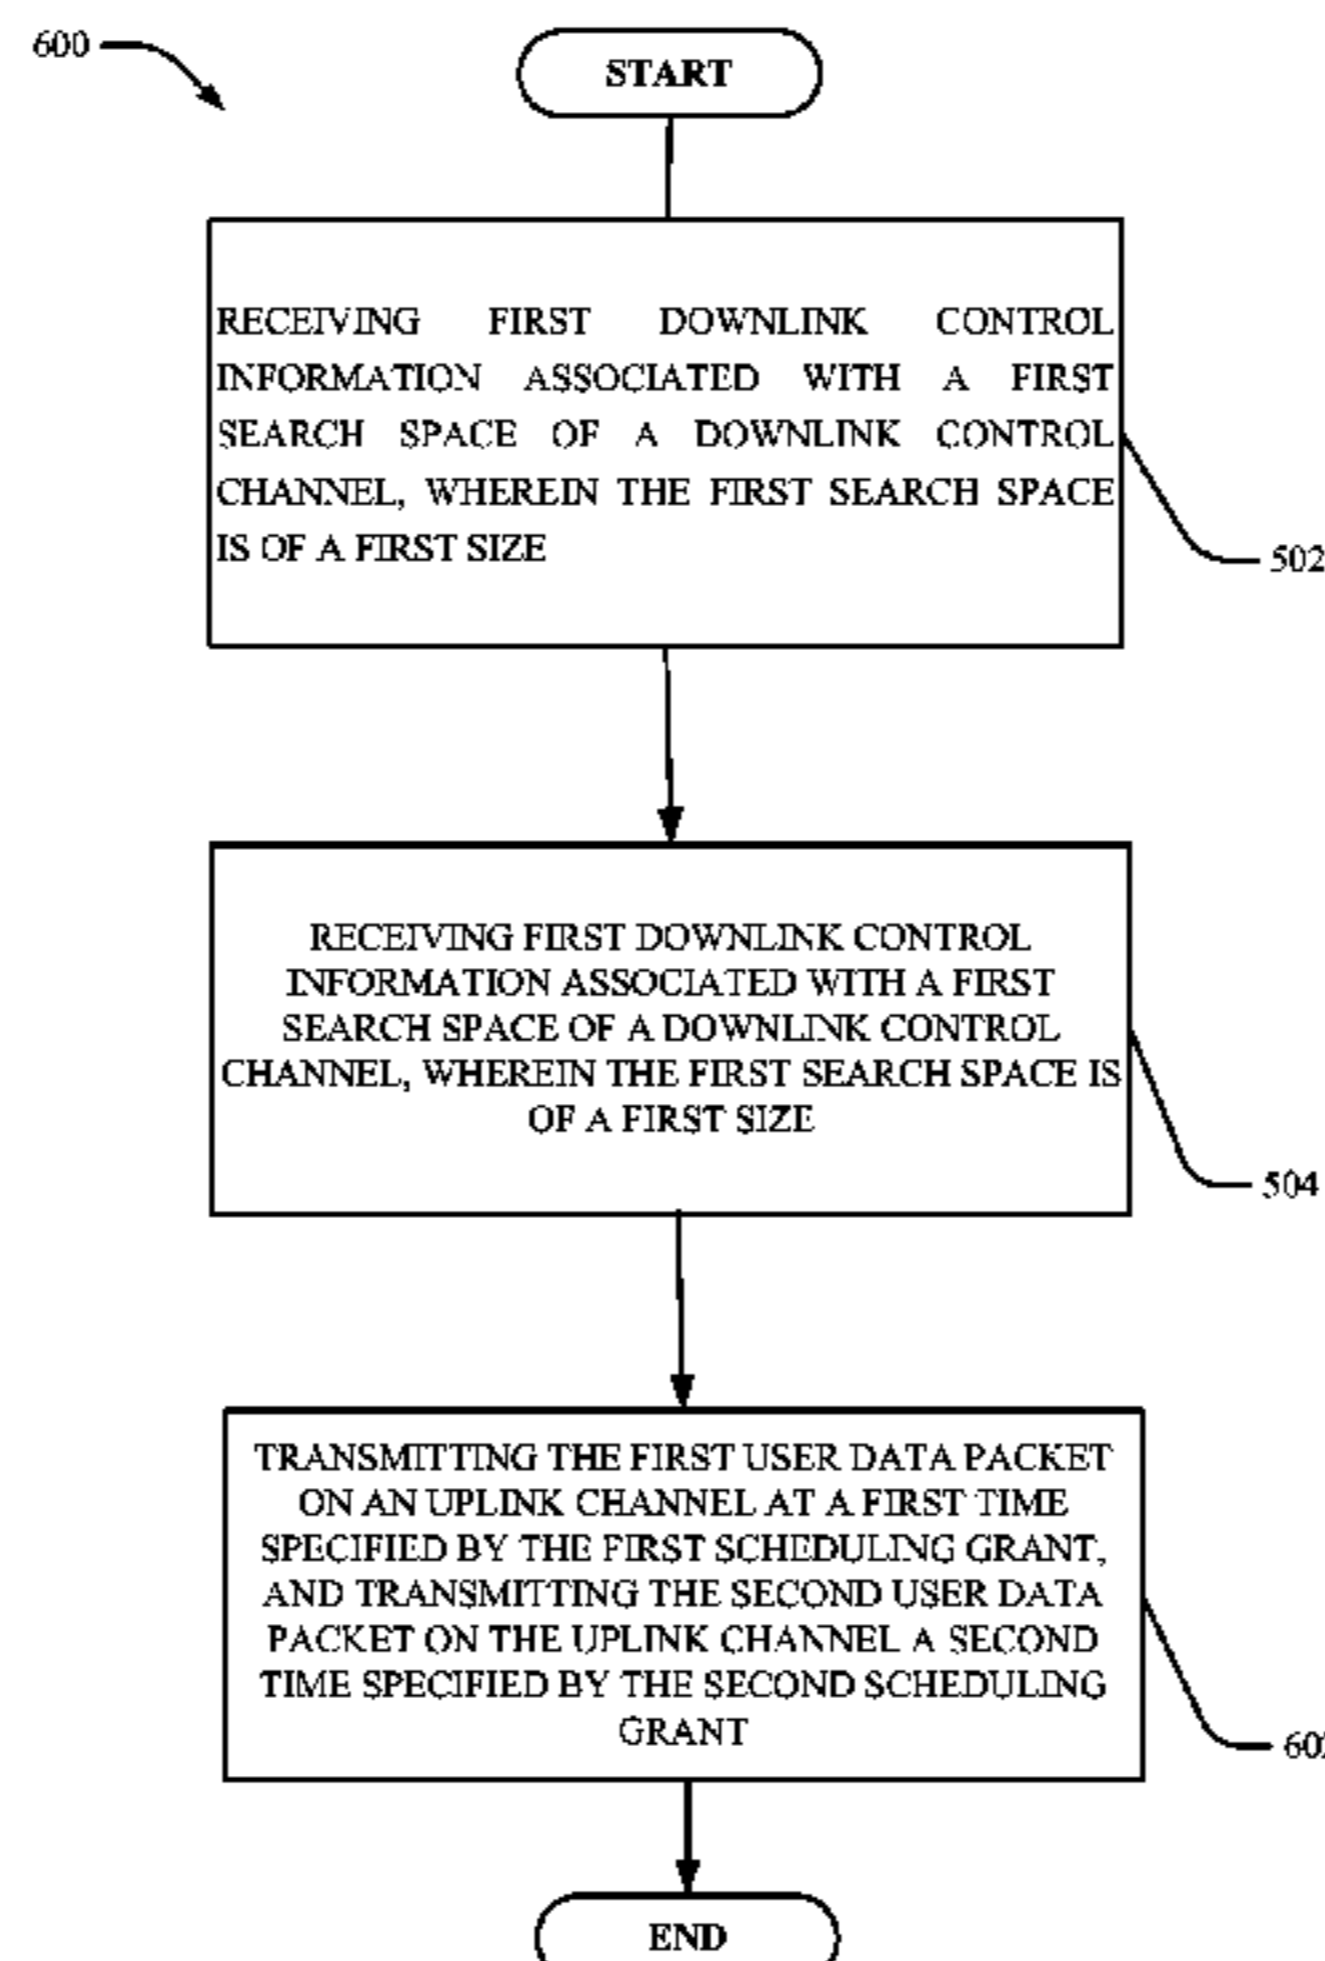 600
START
RECEIVING FIRST DOWNLINK CONTROL
INFORMATION ASSOCIATED WITH A FIRST
SEARCH SPACE OF A DOWNLINK CONTROL
CHANNEL, WHEREIN THE FIRST SEARCH SPACE
IS OF A FIRST SIZE
502
RECEIVING FIRST DOWNLINK CONTROL
INFORMATION ASSOCIATED WITH A FIRST
SEARCH SPACE OF A DOWNLINK CONTROL
CHANNEL, WHEREIN THE FIRST SEARCH SPACE IS
OF A FIRST SIZE
504
TRANSMITTING THE FIRST USER DATA PACKET
ON AN UPLINK CHANNEL AT A FIRST TIME
SPECIFIED BY THE FIRST SCHEDULING GRANT,
AND TRANSMITTING THE SECOND USER DATA
PACKET ON THE UPLINK CHANNEL A SECOND
TIME SPECIFIED BY THE SECOND SCHEDULING
GRANT
END